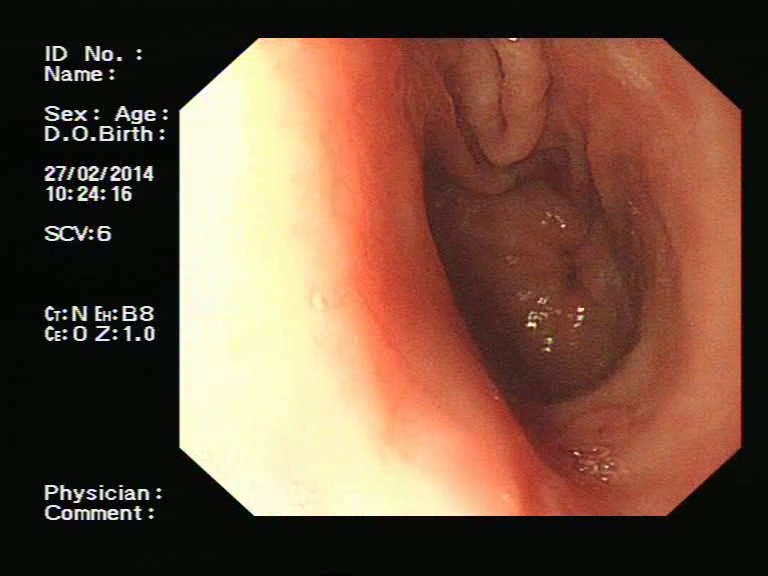 ID No. :
Name:
Sex: Age:
D.O.Birth:
27/02/2014
10:24:16
SCV:6
CT:N EH:B8
CE:0 Z:1.0
Physician:
Comment: